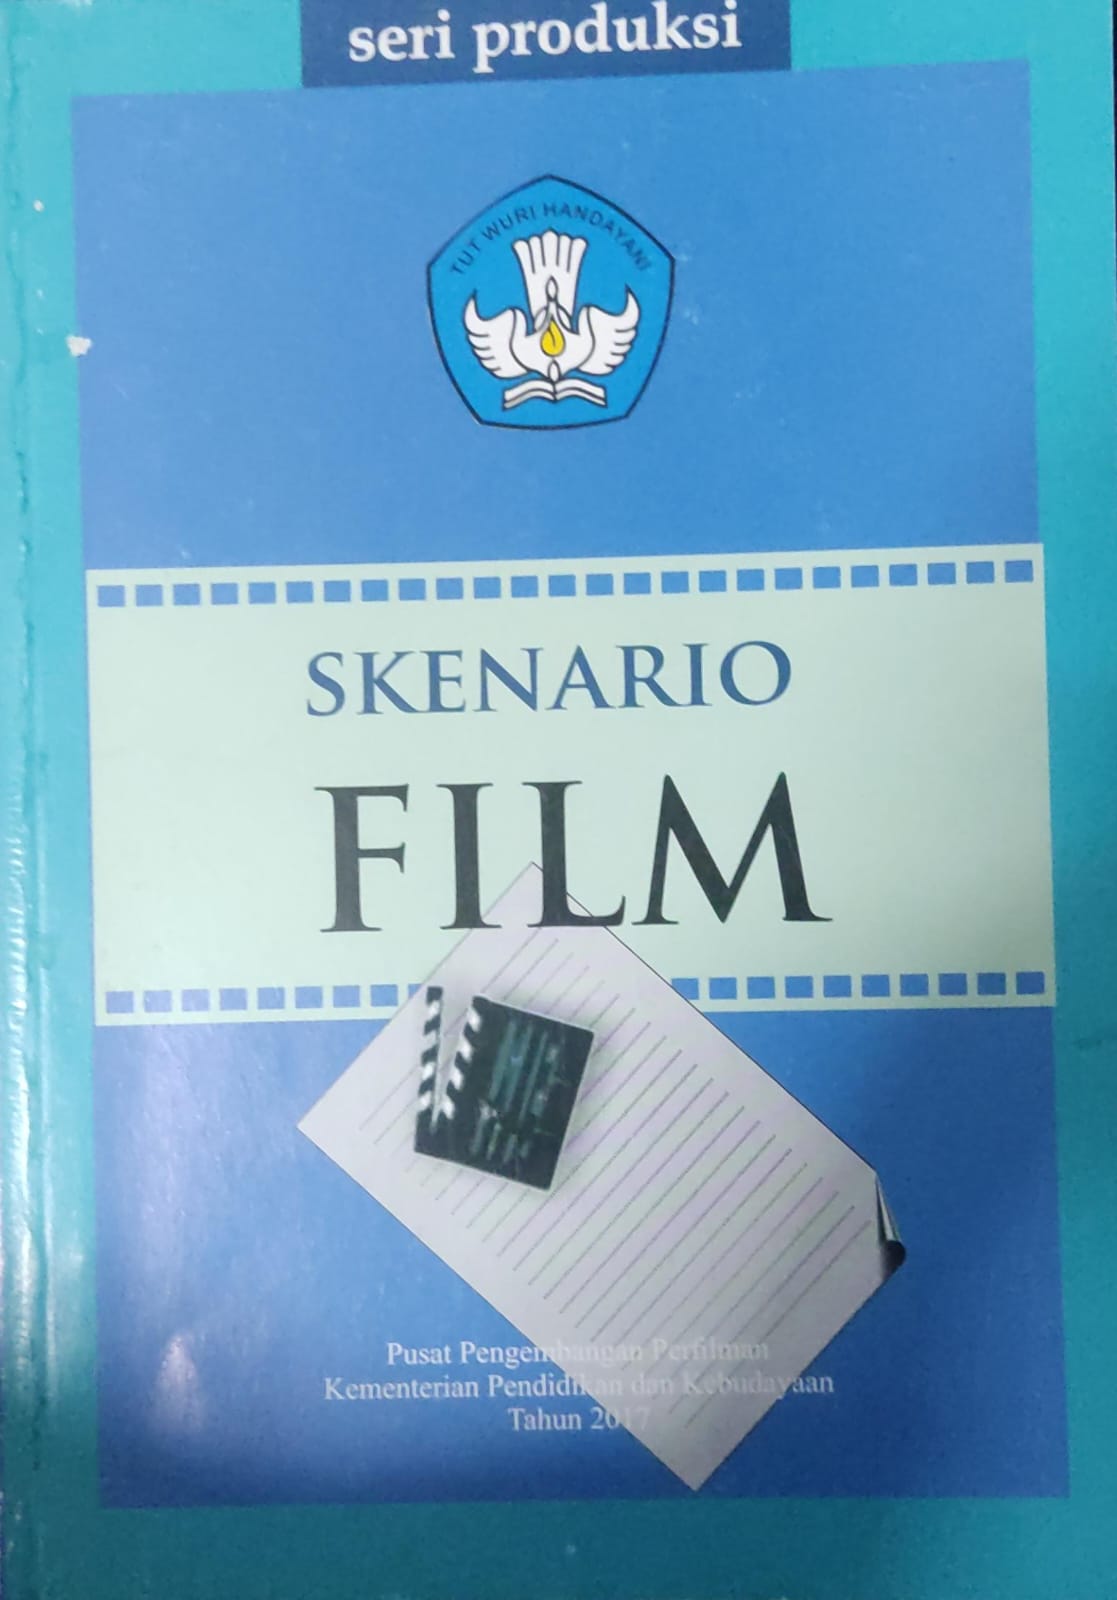 seri produksi
TUT WURI HANDAYANI
SKENARIO
FILM
Pusat Pengembangan Perfilman
Kementerian Pendidikan dan Kebudayaan
Tahun 2017